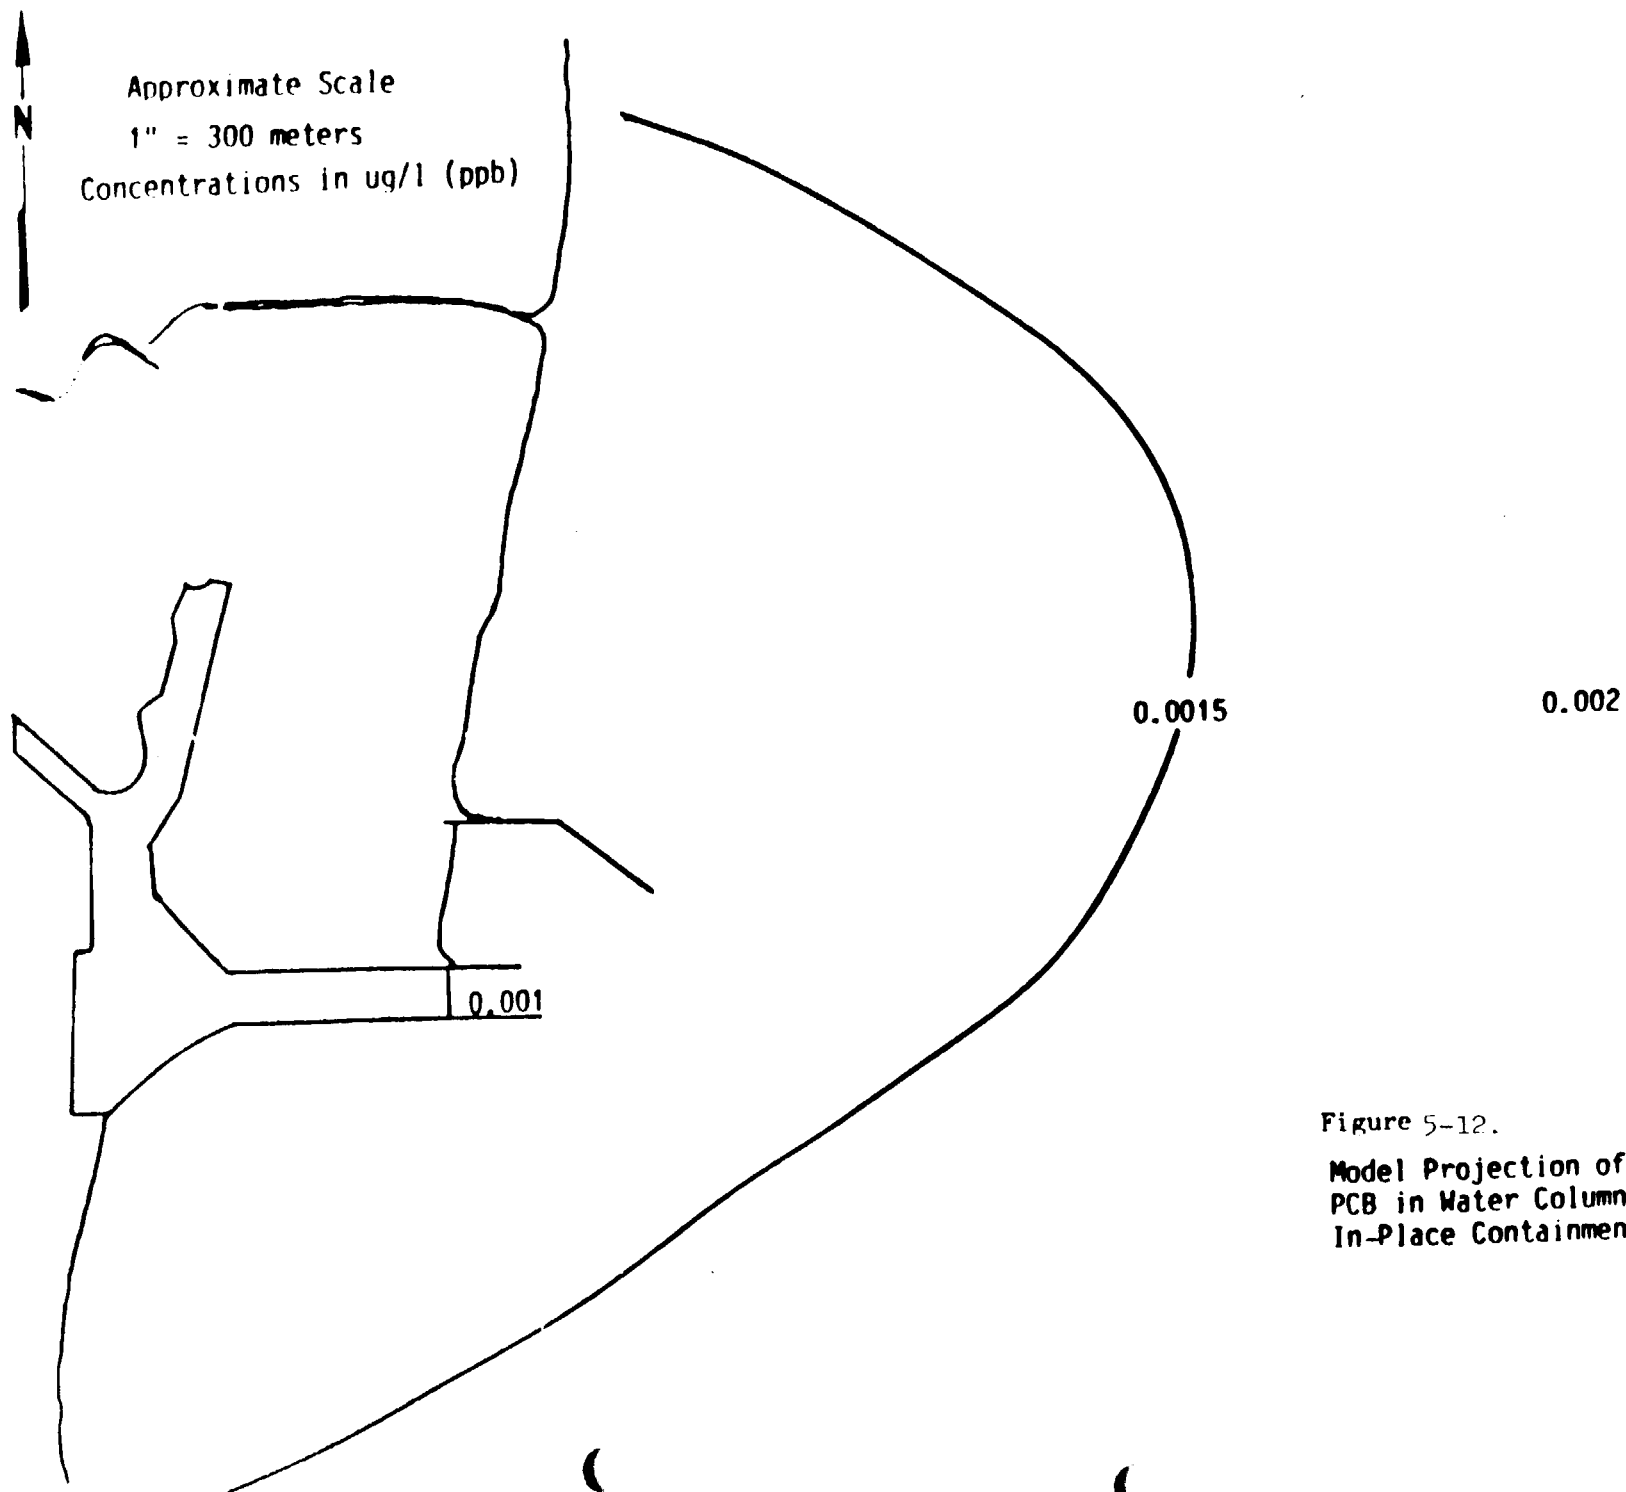 Approximate Scale
N
1" = 300 meters
Concentrations in ug/l (ppb)
0.0015
0.002
0.001
Figure 5-12.
Model Projection of
PCB in Water Column
In-Place Containmen